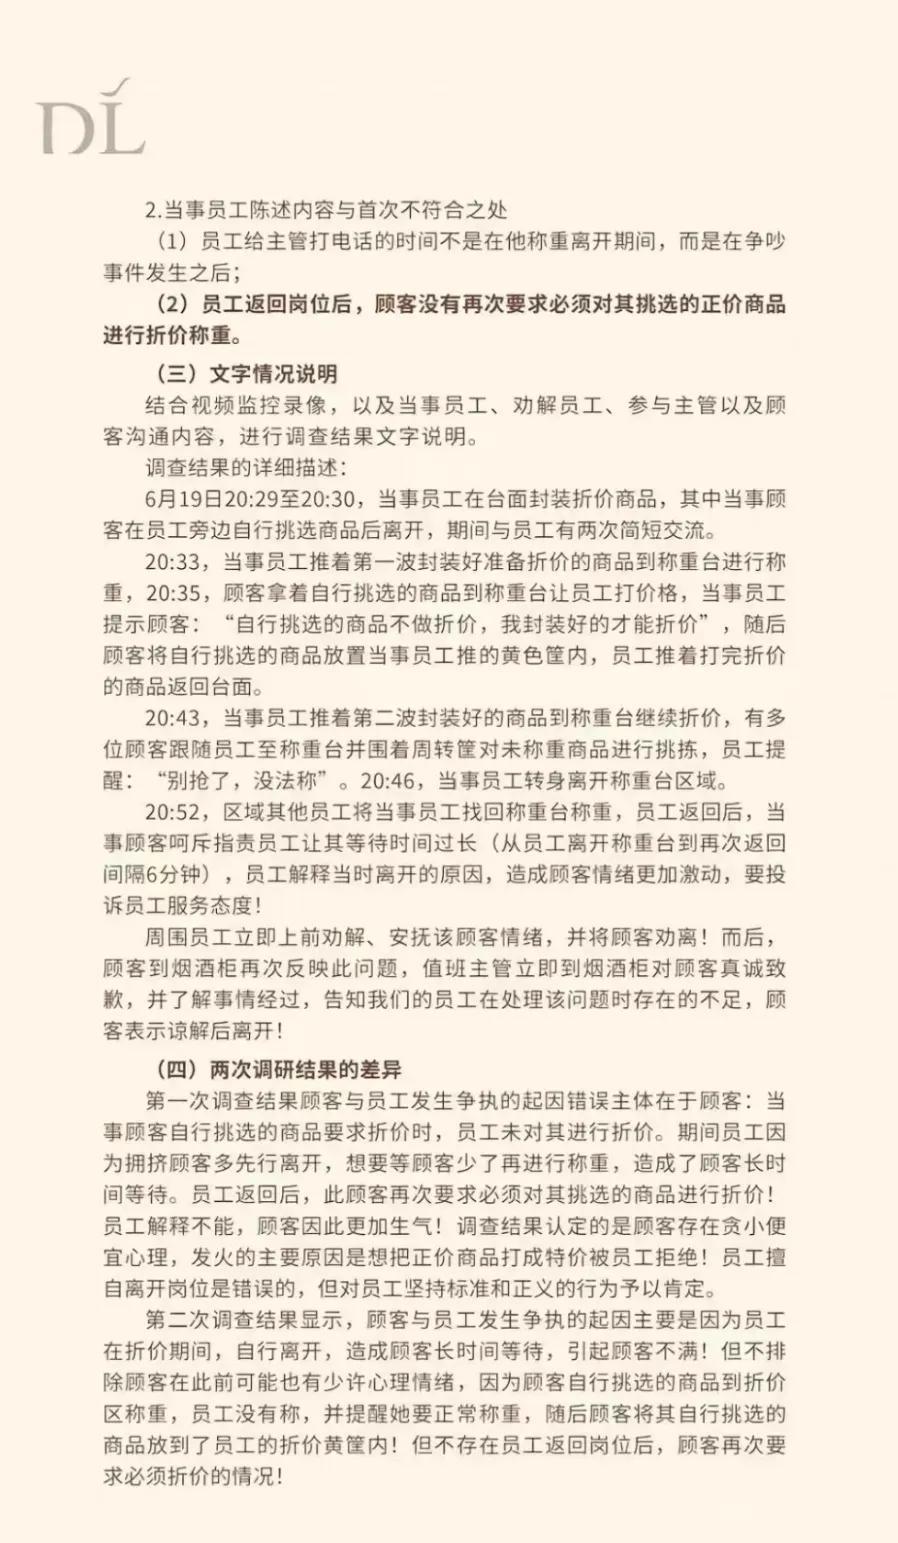 DL
2.当事员工陈述内容与首次不符合之处
（1）员工给主管打电话的时间不是在他称重离开期间，而是在争吵
事件发生之后；
（2）员工返回岗位后，顾客没有再次要求必须对其挑选的正价商品
进行折价称重。
（三）文字情况说明
结合视频监控录像，以及当事员工、劝解员工、参与主管以及顾
客沟通内容，进行调查结果文字说明。
调查结果的详细描述：
6月19日20:29至20:30，当事员工在台面封装折价商品，其中当事顾
客在员工旁边自行挑选商品后离开，期间与员工有两次简短交流。
20:33，当事员工推着第一波封装好准备折价的商品到称重台进行称
重，20:35，顾客拿着自行挑选的商品到称重台让员工打价格，当事员工
提示顾客：“自行挑选的商品不做折价，我封装好的才能折价”，随后
顾客将自行挑选的商品放置当事员工推的黄色筐内，员工推着打完折价
的商品返回台面。
20:43，当事员工推着第二波封装好的商品到称重台继续折价，有多
位顾客跟随员工至称重台并围着周转筐对未称重商品进行挑拣，员工提
醒：“别抢了，没法称”。20:46，当事员工转身离开称重台区域。
20:52，区域其他员工将当事员工找回称重台称重，员工返回后，当
事顾客呵斥指责员工让其等待时间过长（从员工离开称重台到再次返回
间隔6分钟），员工解释当时离开的原因，造成顾客情绪更加激动，要投
诉员工服务态度！
周围员工立即上前劝解、安抚该顾客情绪，并将顾客劝离！而后，
顾客到烟酒柜再次反映此问题，值班主管立即到烟酒柜对顾客真诚致
歉，并了解事情经过，告知我们的员工在处理该问题时存在的不足，顾
客表示谅解后离开！
（四）两次调研结果的差异
第一次调查结果顾客与员工发生争执的起因错误主体在于顾客：当
事顾客自行挑选的商品要求折价时，员工未对其进行折价。期间员工因
为拥挤顾客多先行离开，想要等顾客少了再进行称重，造成了顾客长时
间等待。员工返回后，此顾客再次要求必须对其挑选的商品进行折价！
员工解释不能，顾客因此更加生气！调查结果认定的是顾客存在贪小便
宜心理，发火的主要原因是想把正价商品打成特价被员工拒绝！员工擅
自离开岗位是错误的，但对员工坚持标准和正义的行为予以肯定。
第二次调查结果显示，顾客与员工发生争执的起因主要是因为员工
在折价期间，自行离开，造成顾客长时间等待，引起顾客不满！但不排
除顾客在此前可能也有少许心理情绪，因为顾客自行挑选的商品到折价
区称重，员工没有称，并提醒她要正常称重，随后顾客将其自行挑选的
商品放到了员工的折价黄筐内！但不存在员工返回岗位后，顾客再次要
求必须折价的情况！